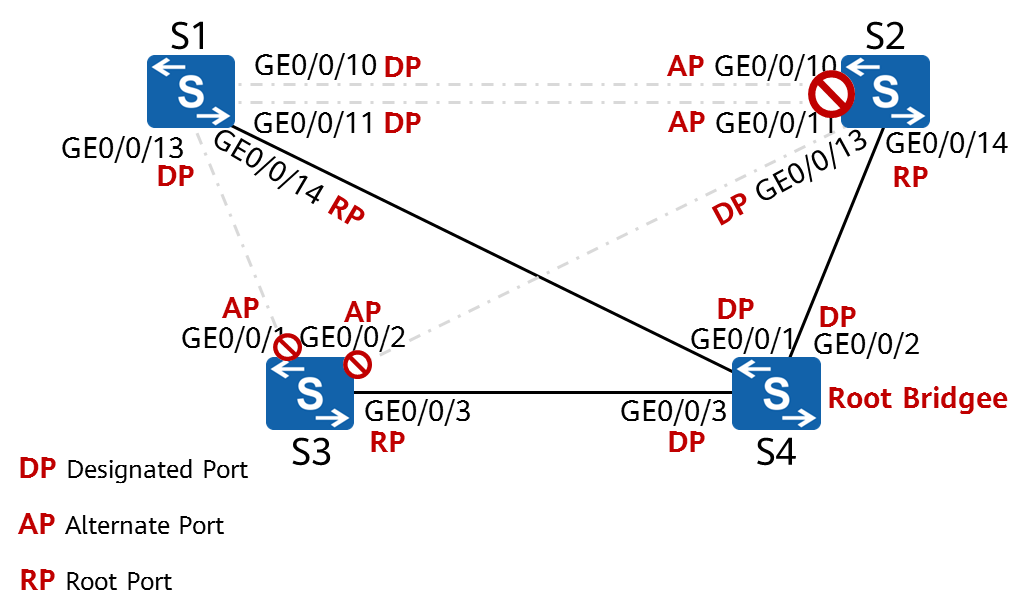 S1
S2
GE0/0/10 DP
AP GE0/0/10
S
S
GE0/0/11 DP
AP GE0/0/11
GE0/0/13
DP
GE0/0/14 RP
DP GE0/0/13
GE0/0/14
RP
AP
GE0/0/1
AP
GE0/0/2
DP
GE0/0/1
DP
GE0/0/2
S
S
Root Bridgee
GE0/0/3
RP
GE0/0/3
DP
S3
S4
DP Designated Port
AP Alternate Port
RP Root Port